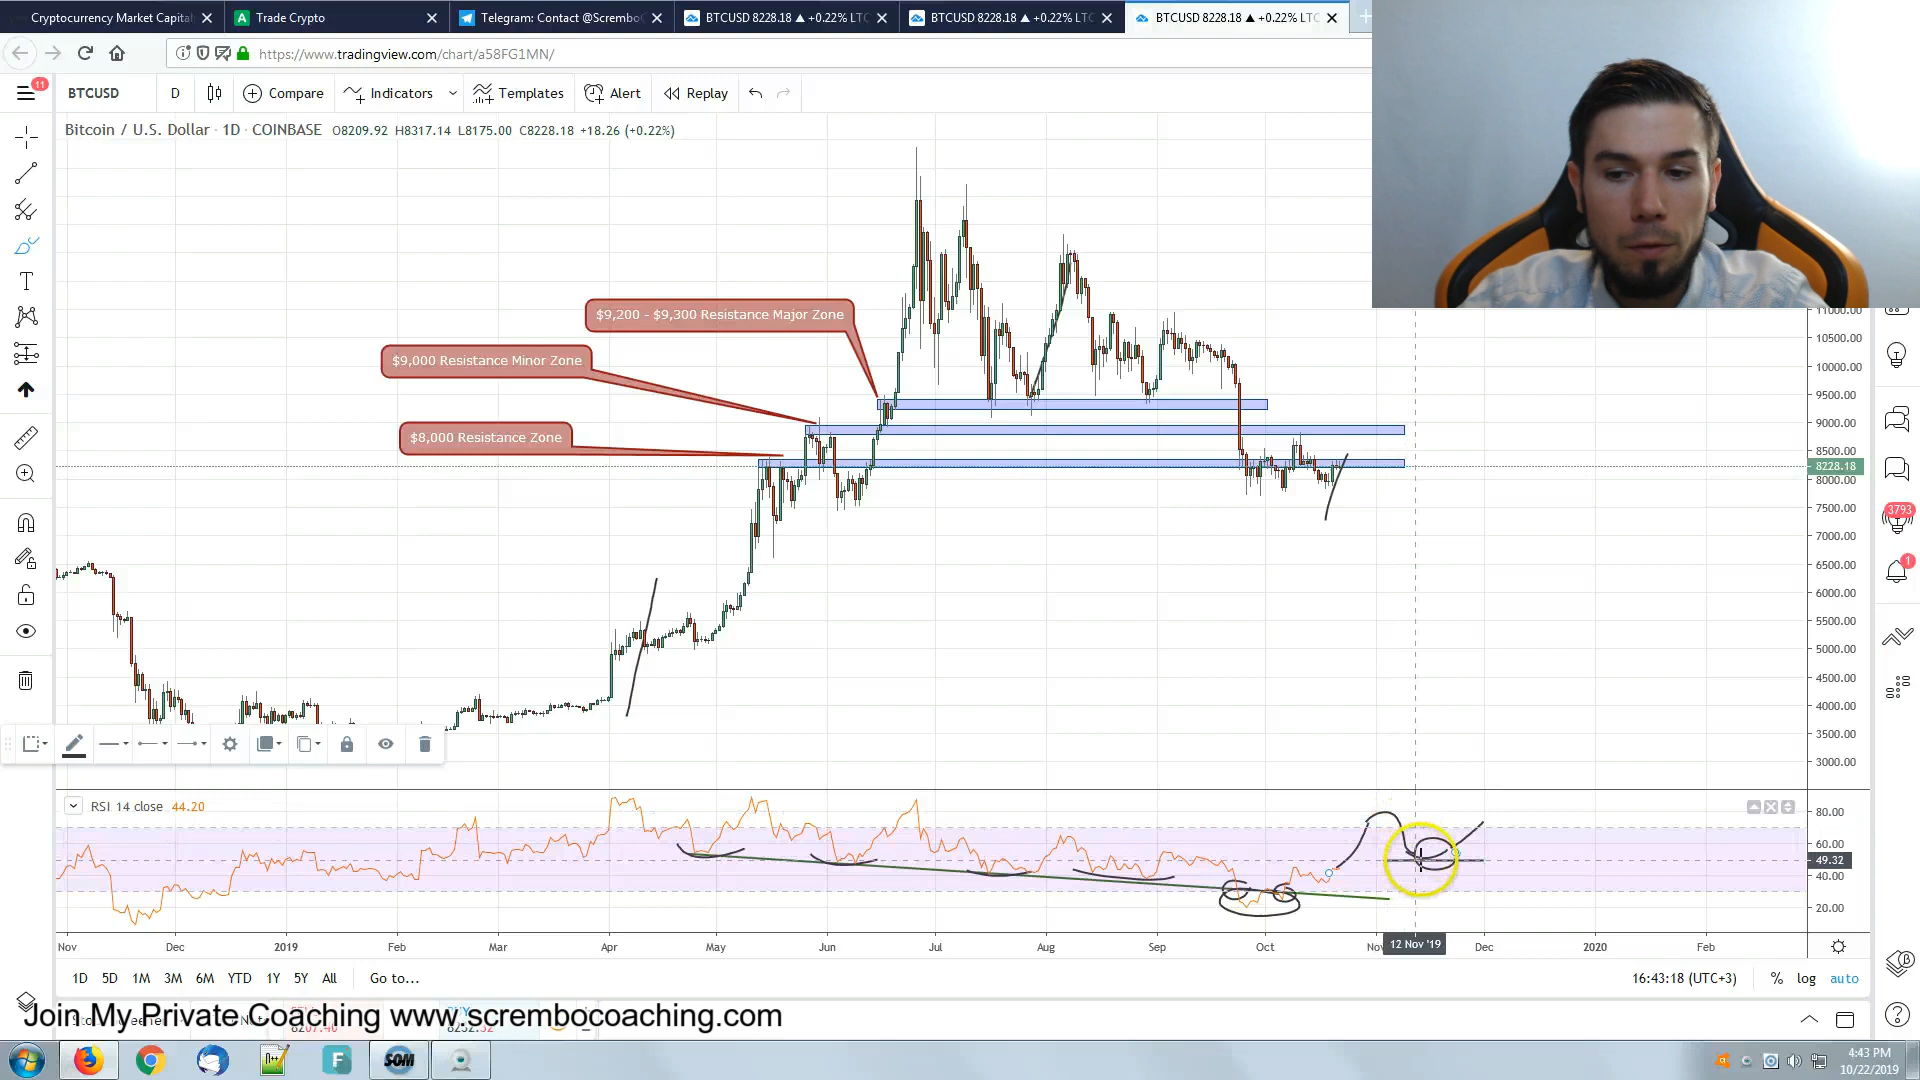 Cryptocurrency Market Capital
Trade Crypto
Telegram: Contact @Scrembo
BTCUSD 8228.18 ▲ +0.22% LTC
BTCUSD 8228.18 ▲ +0.22% LTC
BTCUSD 8228.18 ▲ +0.22% LTC
https://www.tradingview.com/chart/a58FG1MN/
11
BTCUSD
D
Compare
Indicators
Templates
Alert
Replay
Bitcoin / U.S. Dollar · 1D · COINBASE O8209.92 H8317.14 L8175.00 C8228.18 +18.26 (+0.22%)
$9,200 - $9,300 Resistance Major Zone
$9,000 Resistance Minor Zone
$8,000 Resistance Zone
11000.00
10500.00
10000.00
9500.00
9000.00
8500.00
8228.18
8000.00
7500.00
7000.00
6500.00
6000.00
5500.00
5000.00
4500.00
4000.00
3500.00
3000.00
3793
1
RSI 14 close 44.20
80.00
60.00
49.32
40.00
20.00
Nov
Dec
2019
Feb
Mar
Apr
May
Jun
Jul
Aug
Sep
Oct
12 Nov '19
Dec
2020
Feb
1D 5D 1M 3M 6M YTD 1Y 5Y All Go to...
16:43:18 (UTC+3) % log auto
Join My Private Coaching www.scrembocoaching.com
4:43 PM
10/22/2019